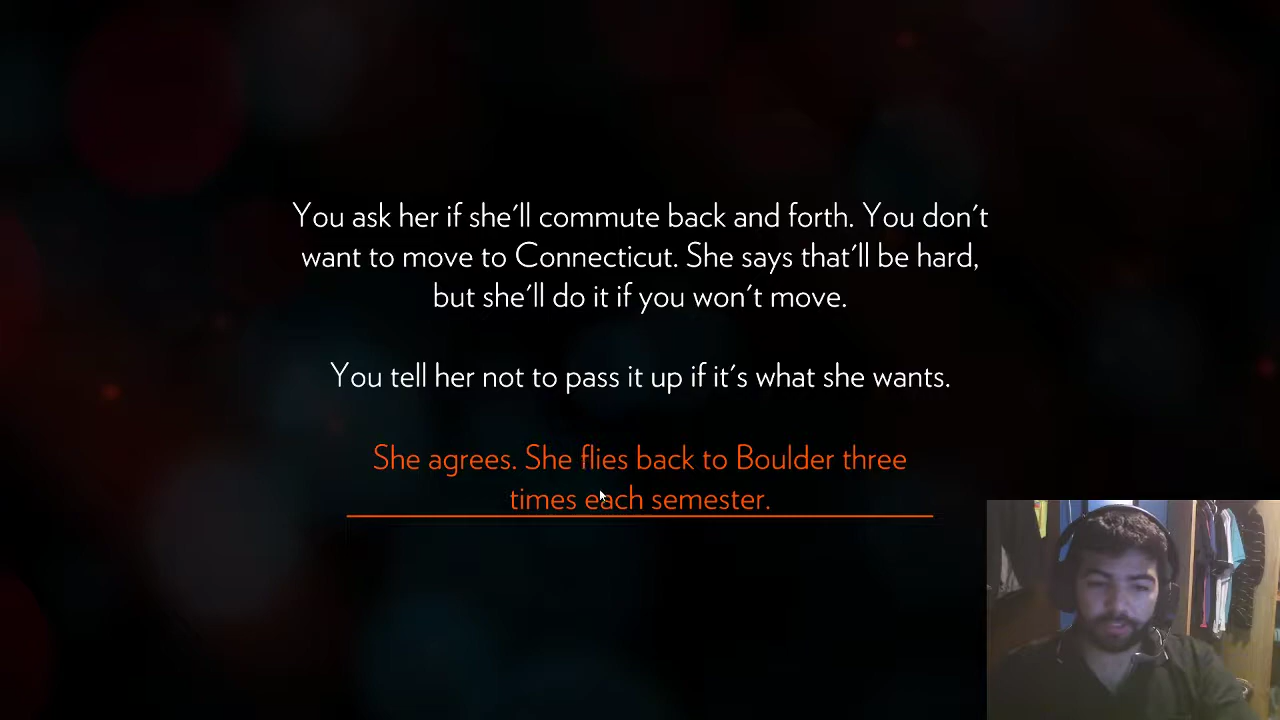 You ask her if she'll commute back and forth. You don't
want to move to Connecticut. She says that'll be hard,
but she'll do it if you won't move.
You tell her not to pass it up if it's what she wants.
She agrees. She flies back to Boulder three
times each semester.